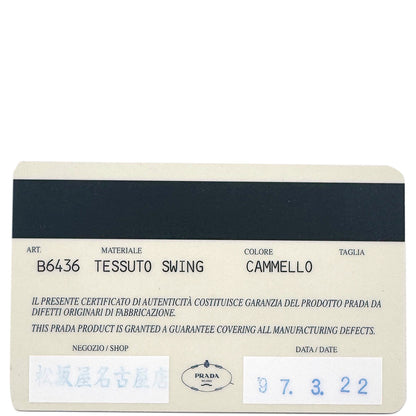 ART. MATERIALE COLORE TAGLIA
B6436 TESSUTO SWING CAMMELLO
IL PRESENTE CERTIFICATO DI AUTENTICITÀ COSTITUISCE GARANZIA DEL PRODOTTO PRADA DA
DIFETTI ORIGINARI DI FABBRICAZIONE.
THIS PRADA PRODUCT IS GRANTED A GUARANTEE COVERING ALL MANUFACTURING DEFECTS.
NEGOZIO / SHOP DATA / DATE
松坂屋名古屋店 PRADA 97. 3. 22
MILANO